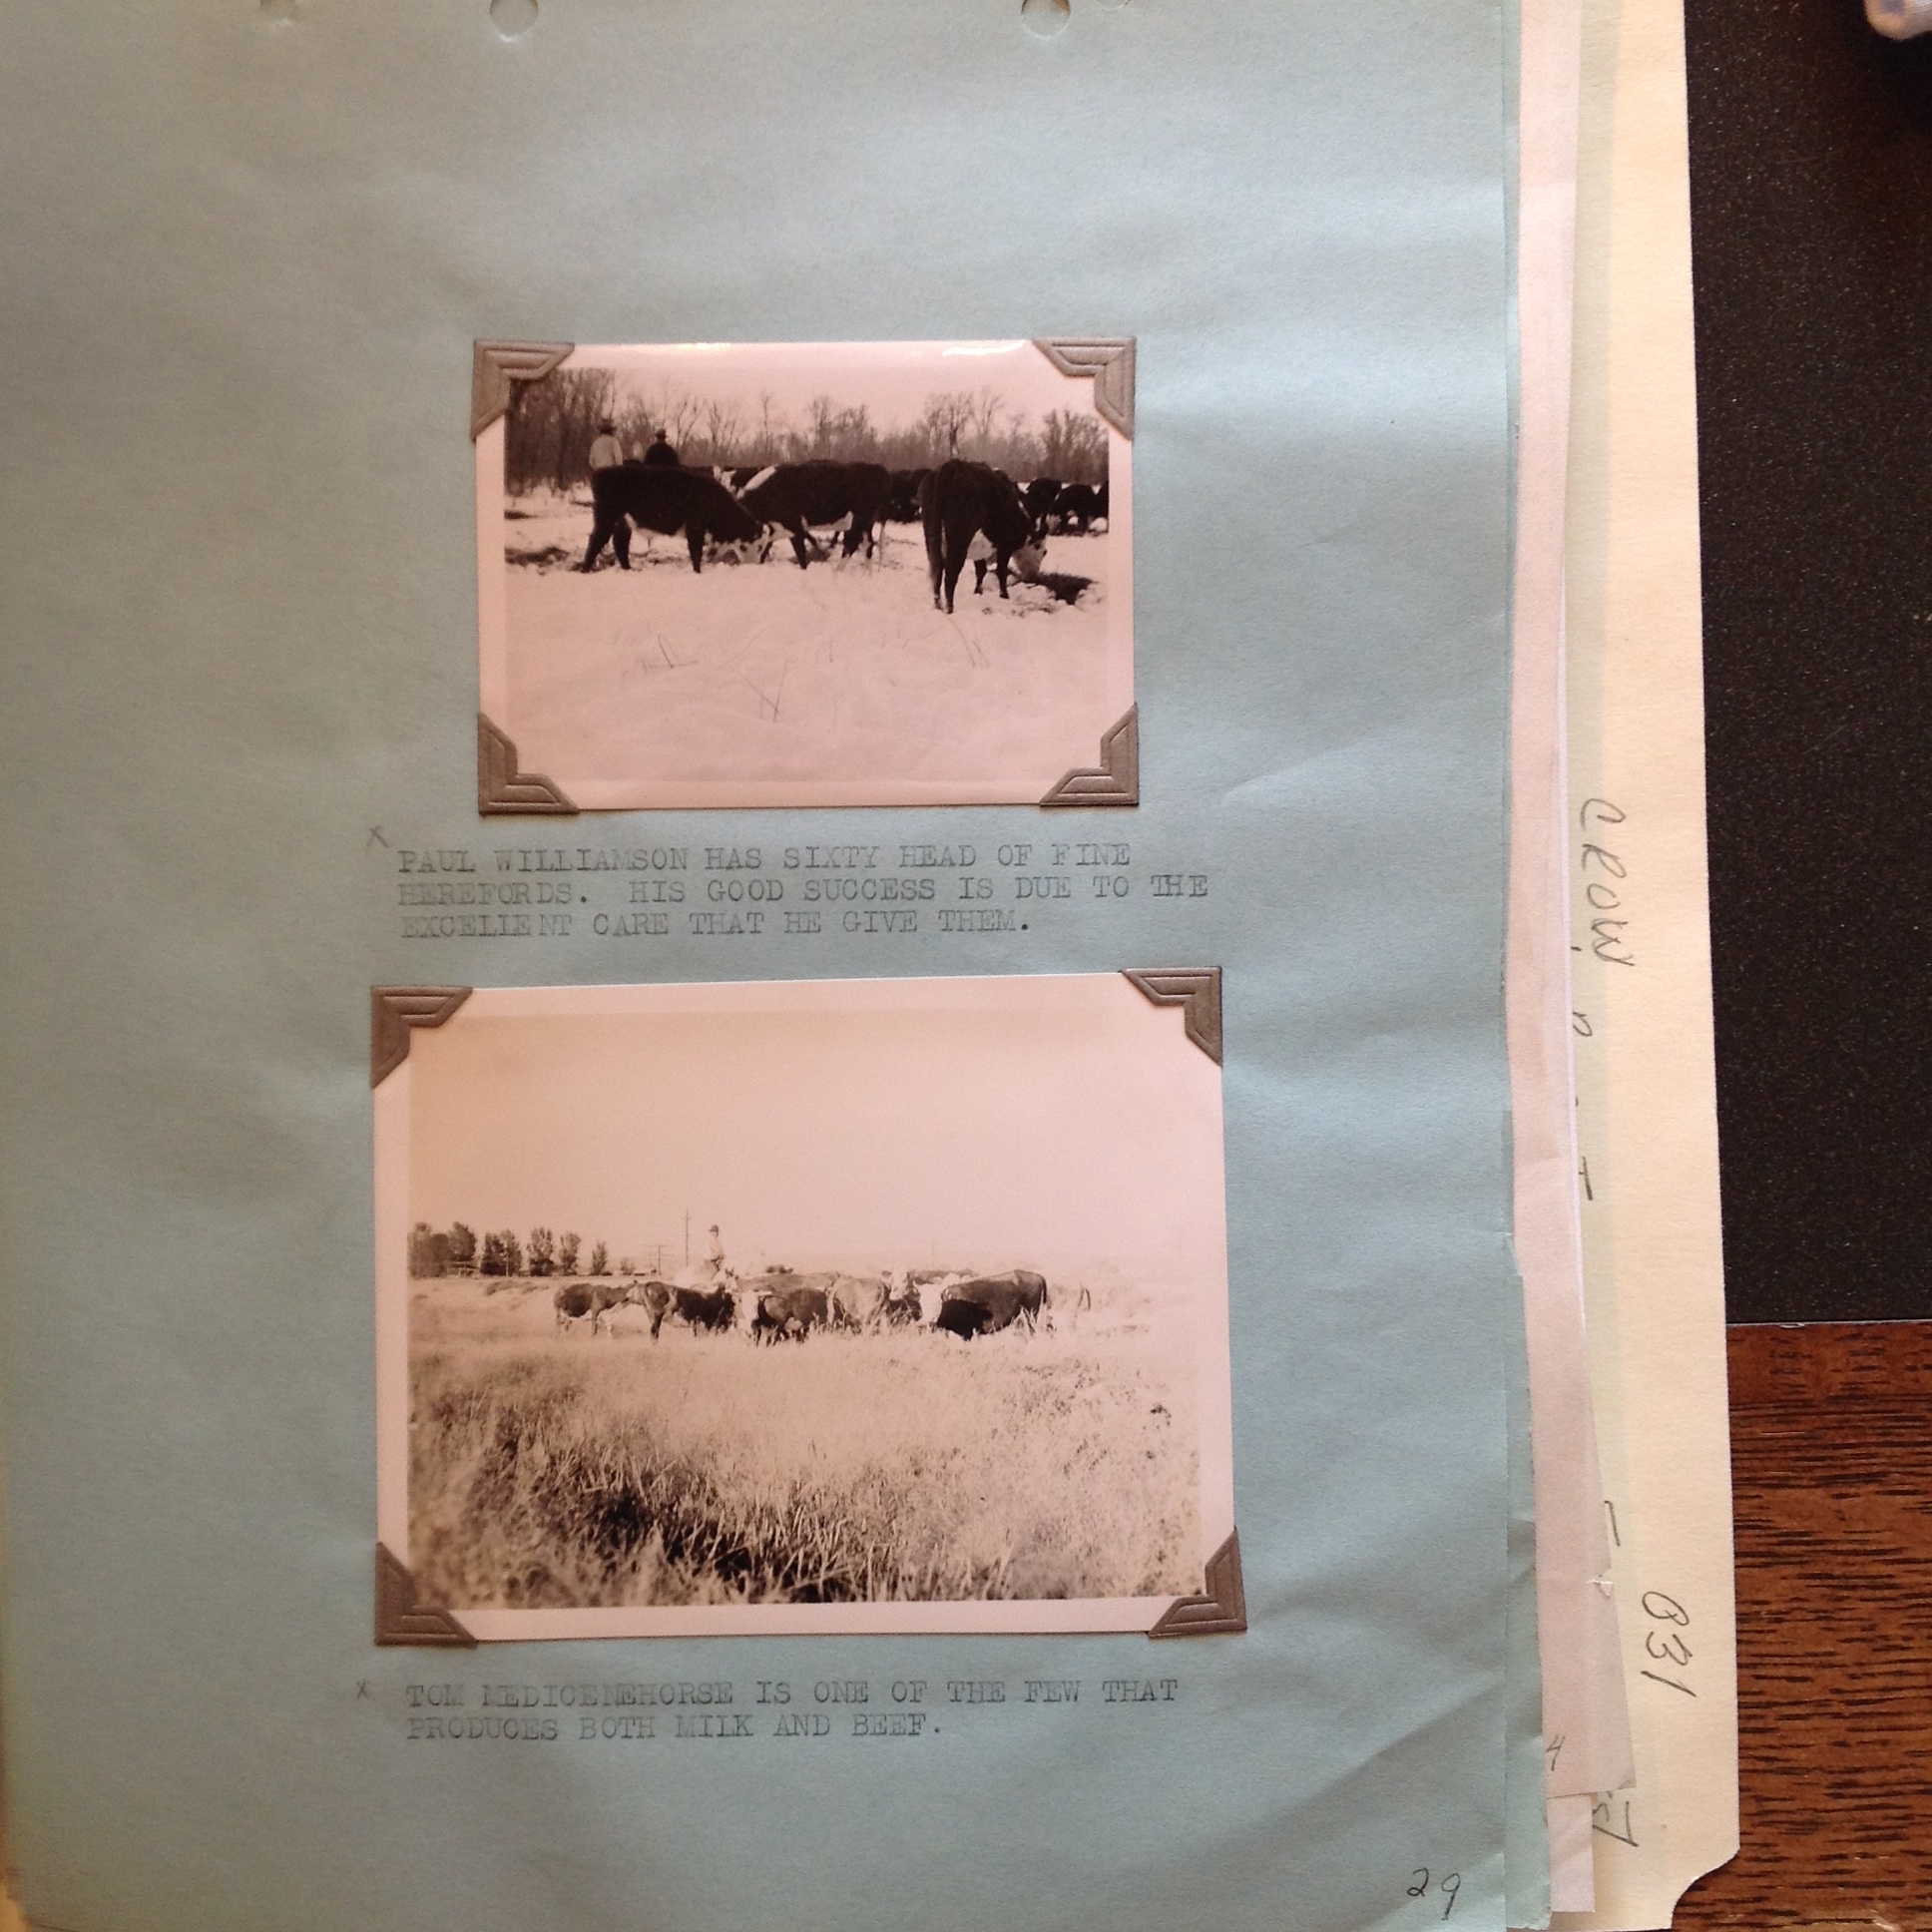 PAUL WILLIAMSON HAS SIXTY HEAD OF FINE
HEREFORDS. HIS GOOD SUCCESS IS DUE TO THE
EXCELLENT CARE THAT HE GIVE THEM.
TOM MEDICENEHORSE IS ONE OF THE FEW THAT
PRODUCES BOTH MILK AND BEEF.
29
CROW
031
4